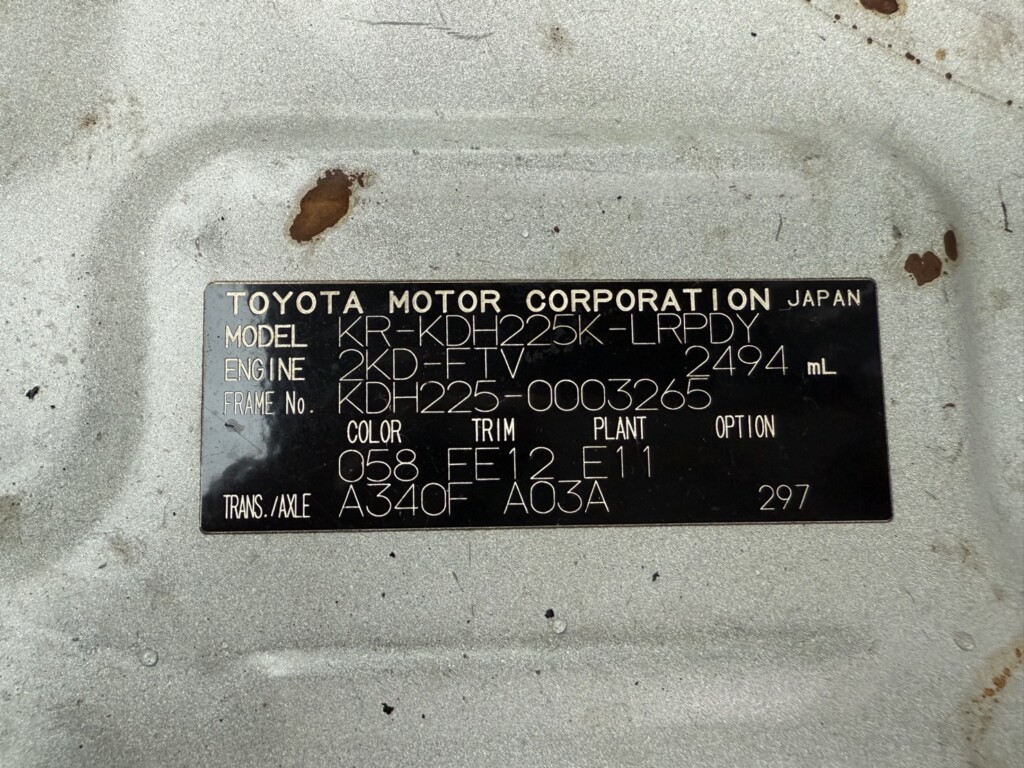 TOYOTA MOTOR CORPORATION JAPAN
MODEL KR-KDH225K-LRPDY
ENGINE 2KD-FTV 2494 mL
FRAME No. KDH225-0003265
COLOR TRIM PLANT OPTION
058 FE12 E11
TRANS./AXLE A340F A03A 297